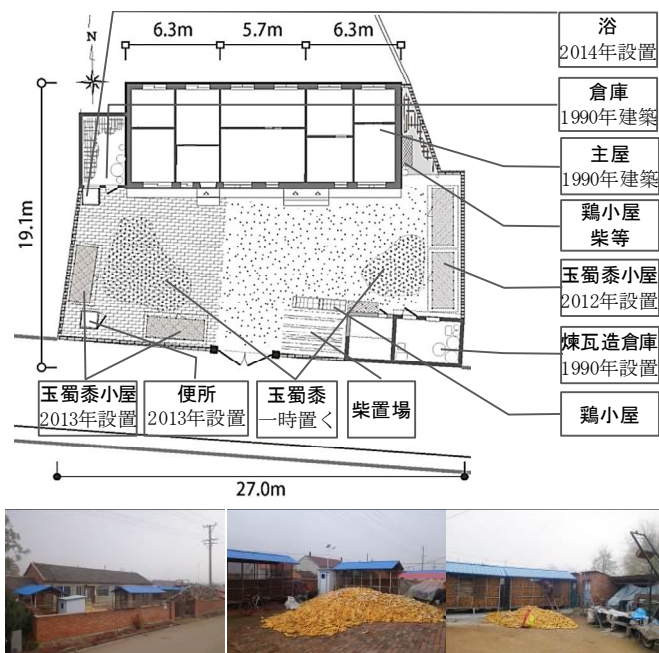 6.3m 5.7m 6.3m
N
19.1m
27.0m
浴
2014年設置
倉庫
1990年建築
主屋
1990年建築
鶏小屋
柴等
玉蜀黍小屋
2012年設置
煉瓦造倉庫
1990年設置
鶏小屋
玉蜀黍小屋
2013年設置
便所
2013年設置
玉蜀黍
一時置く
柴置場